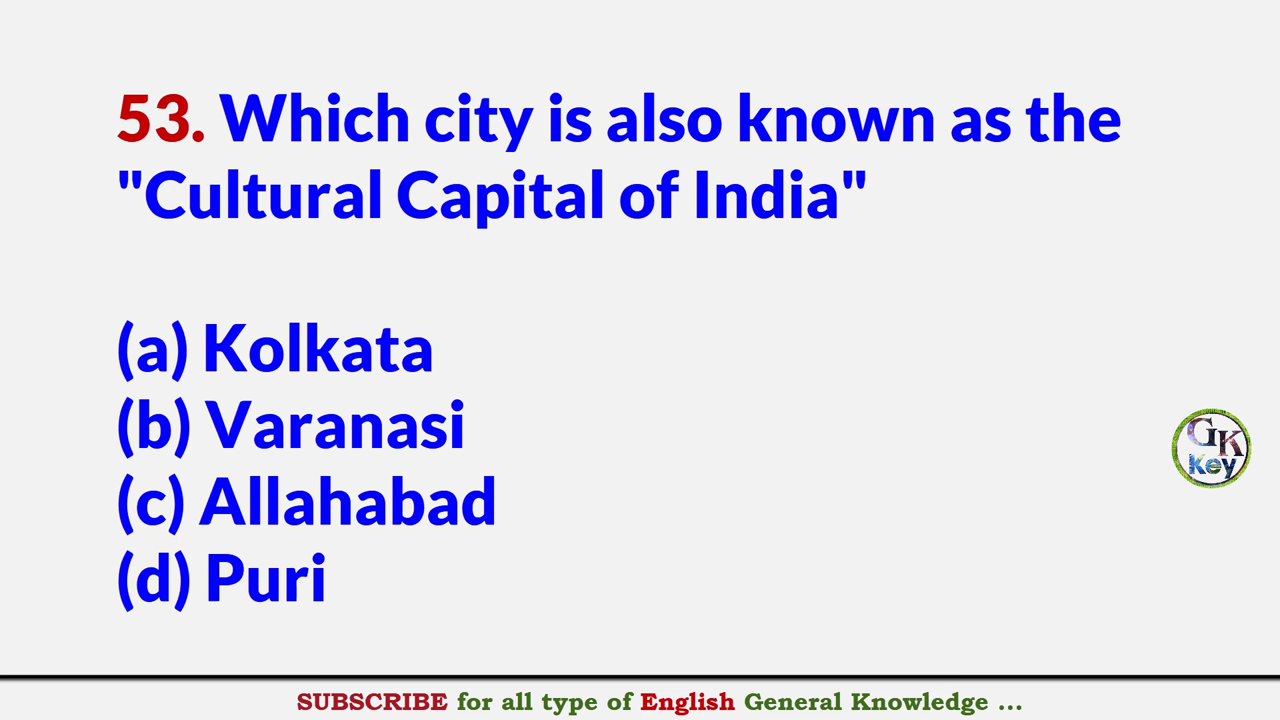 53. Which city is also known as the
"Cultural Capital of India"
(a) Kolkata
(b) Varanasi
(c) Allahabad
(d) Puri
GK
Key
SUBSCRIBE for all type of English General Knowledge ...